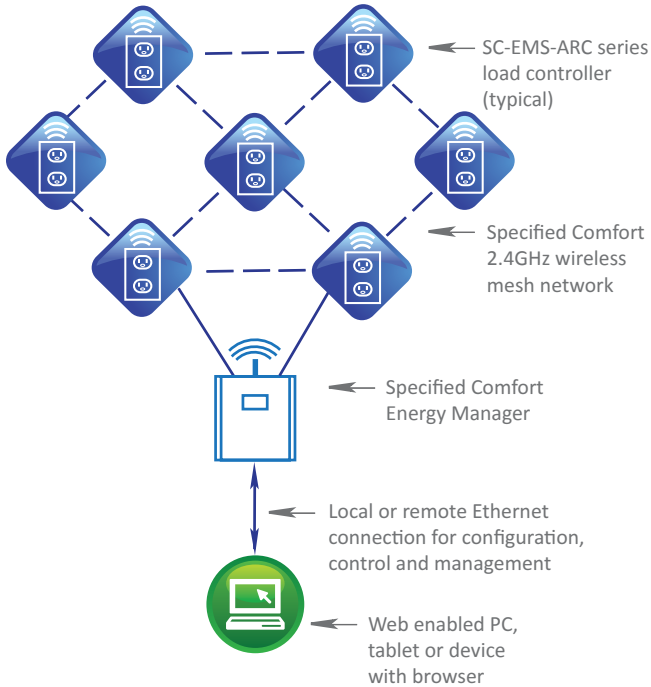 SC-EMS-ARC series
load controller
(typical)
Specified Comfort
2.4GHz wireless
mesh network
Specified Comfort
Energy Manager
Local or remote Ethernet
connection for configuration,
control and management
Web enabled PC,
tablet or device
with browser